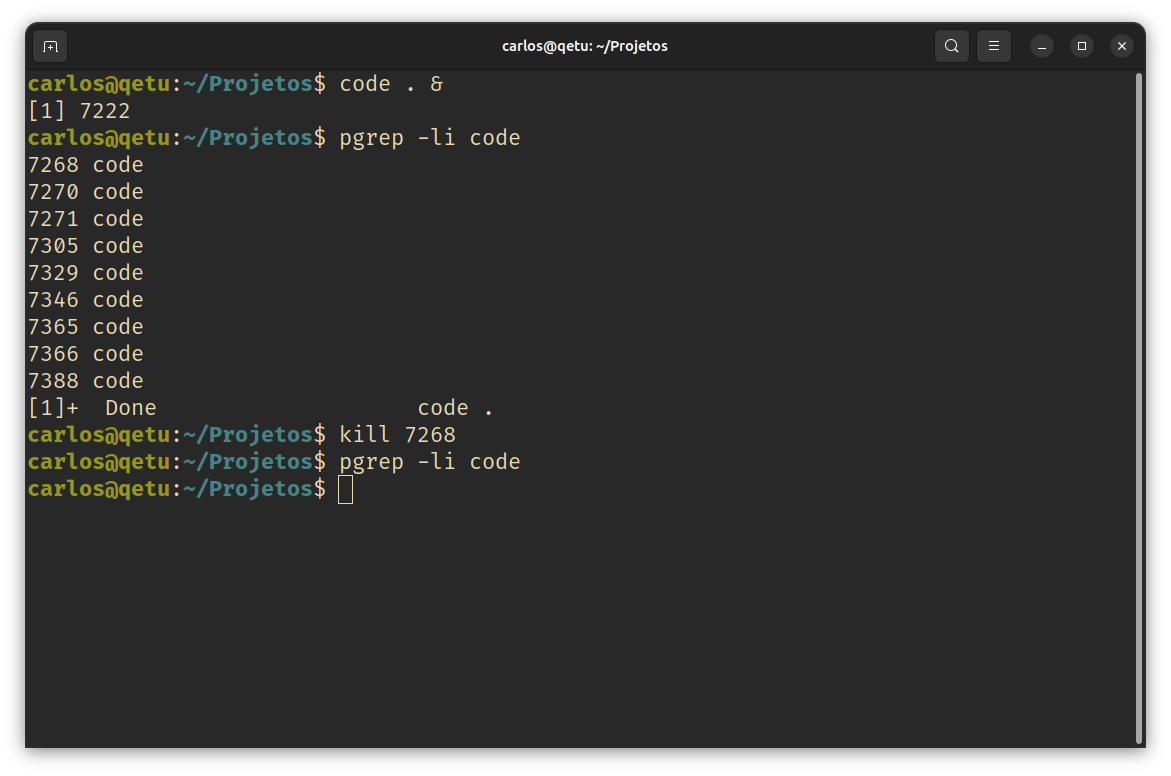 carlos@qetu: ~/Projetos
carlos@qetu:~/Projetos$ code . &
[1] 7222
carlos@qetu:~/Projetos$ pgrep -li code
7268 code
7270 code
7271 code
7305 code
7329 code
7346 code
7365 code
7366 code
7388 code
[1]+  Done                    code .
carlos@qetu:~/Projetos$ kill 7268
carlos@qetu:~/Projetos$ pgrep -li code
carlos@qetu:~/Projetos$